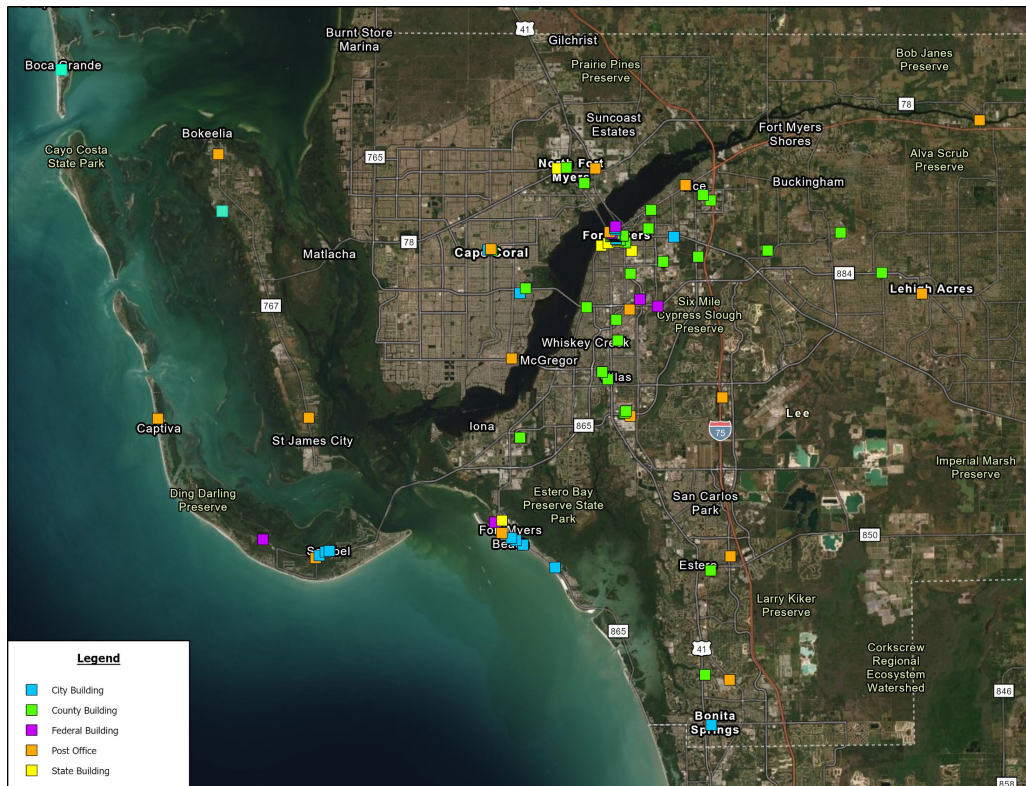 Burnt Store
Marina
41
Gilchrist
Bob Janes
Preserve
Boca Grande
Prairie Pines
Preserve
78
Suncoast
Estates
Fort Myers
Shores
Bokeelia
Cayo Costa
State Park
765
North Fort
Myers
Alva Scrub
Preserve
Buckingham
78
Matlacha
Cape Coral
884
Lehigh Acres
767
Six Mile
Cypress Slough
Preserve
Whiskey Creek
McGregor
Captiva
St James City
Iona
865
75
Lee
Imperial Marsh
Preserve
Ding Darling
Preserve
Estero Bay
Preserve State
Park
San Carlos
Park
Fort Myers
850
Estero
Larry Kiker
Preserve
865
41
Corkscrew
Regional
Ecosystem
Watershed
846
Bonita
Springs
858
Legend
City Building
County Building
Federal Building
Post Office
State Building